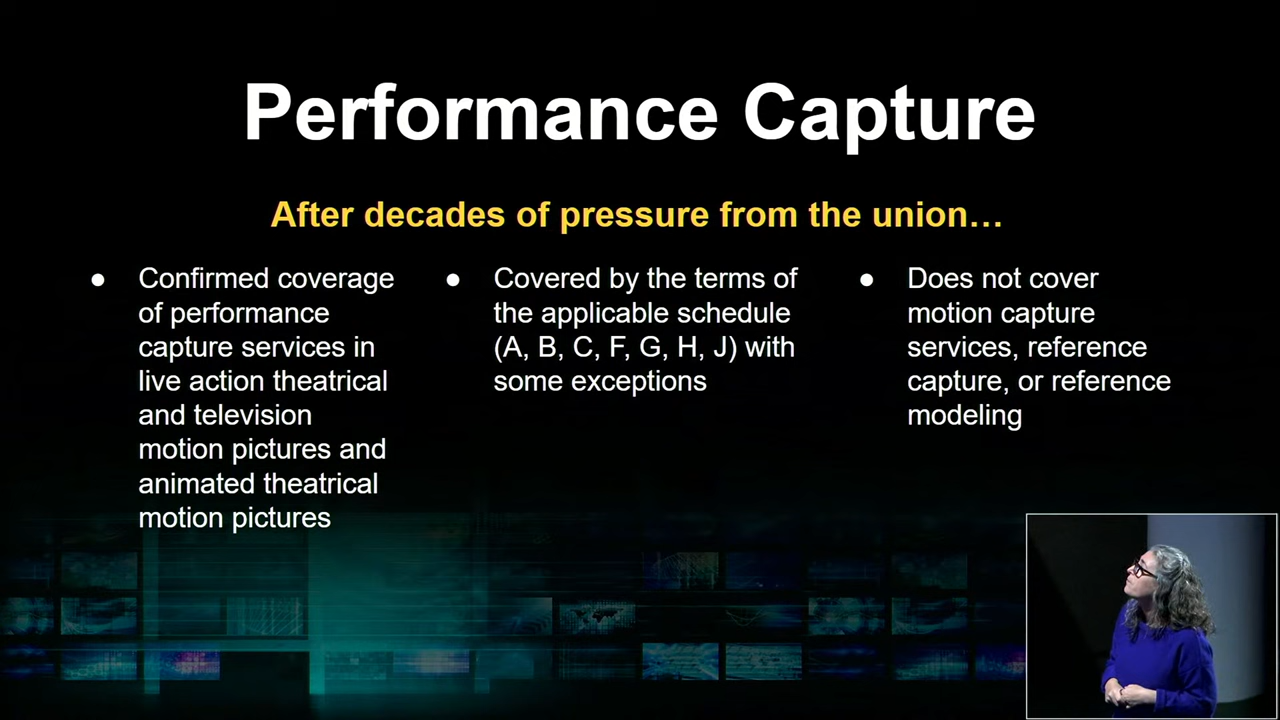 Performance Capture
After decades of pressure from the union…
● Confirmed coverage
of performance
capture services in
live action theatrical
and television
motion pictures and
animated theatrical
motion pictures
● Covered by the terms of
the applicable schedule
(A, B, C, F, G, H, J) with
some exceptions
● Does not cover
motion capture
services, reference
capture, or reference
modeling